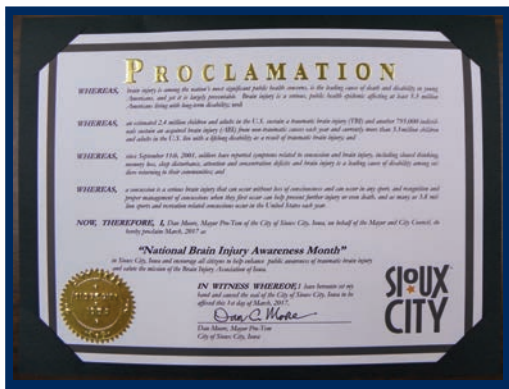 PROCLAMATION
WHEREAS, brain injury is among the nation's most significant public health concerns, is the leading cause of death and disability in young
Americans, and yet it is largely preventable. Brain injury is a serious, public health epidemic affecting at least 5.3 million
Americans living with long-term disability, and;
WHEREAS, an estimated 2.4 million children and adults in the U.S. sustain a traumatic brain injury (TBI) and another 795,000 individ-
uals sustain an acquired brain injury (ABI) from non-traumatic causes each year and currently more than 5.3 million children
and adults in the U.S. live with a lifelong disability as a result of traumatic brain injury; and
WHEREAS, since September 11th, 2001, soldiers have reported symptoms related to concussion and brain injury, including slowed thinking,
memory loss, sleep disturbance, attention and concentration deficits and brain injury is a leading cause of disability among sol-
diers returning to their communities; and
WHEREAS, a concussion is a serious brain injury that can occur without loss of consciousness and can occur in any sport, and recognition and
proper management of concussions when they first occur can help prevent further injury or even death, and as many as 3.8 mil-
lion sports and recreation related concussions occur in the United States each year.
NOW, THEREFORE, I, Dan Moore, Mayor Pro-Tem of the City of Sioux City, Iowa, on behalf of the Mayor and City Council, do
hereby proclaim March, 2017 as
"National Brain Injury Awareness Month"
in Sioux City, Iowa and encourage all citizens to help enhance public awareness of traumatic brain injury
and salute the mission of the Brain Injury Association of Iowa.
IN WITNESS WHEREOF, I have hereunto set my
hand and caused the seal of the City of Sioux City, Iowa to be
affixed this 1st day of March, 2017.
Dan C. Moore
Dan Moore, Mayor Pro-Tem
City of Sioux City, Iowa
SIOUX
CITY